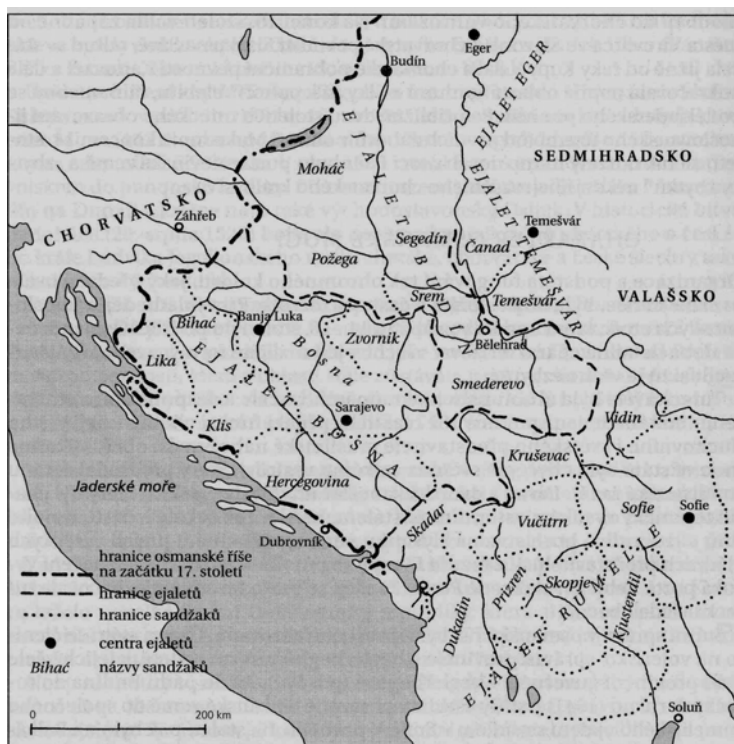 Eger
Budín
EJALET EGER
SEDMIHRADSKO
Moháč
EJALET BUDÍN
CHORVATSKO
Záhřeb
Segedín
Canad
EJALET TEMEŠVÁR
Požega
Srem
Temešvár
VALAŠSKO
Bihać
Banja Luka
Zvornik
Bělehrad
Lika
Bosna
EJALET BOSNA
Smederevo
Klis
Sarajevo
Vidin
Kruševac
Hercegovina
Jaderské moře
Skadar
Vučitrn
Sofie
Sofie
Dubrovník
hranice osmanské říše
na začátku 17. století
hranice ejaletů
hranice sandžaků
centra ejaletů
Bihać názvy sandžaků
Dukadjin
Prizren
Skopje
Kjustendil
EJALET RUMELIE
Soluň
0 200 km